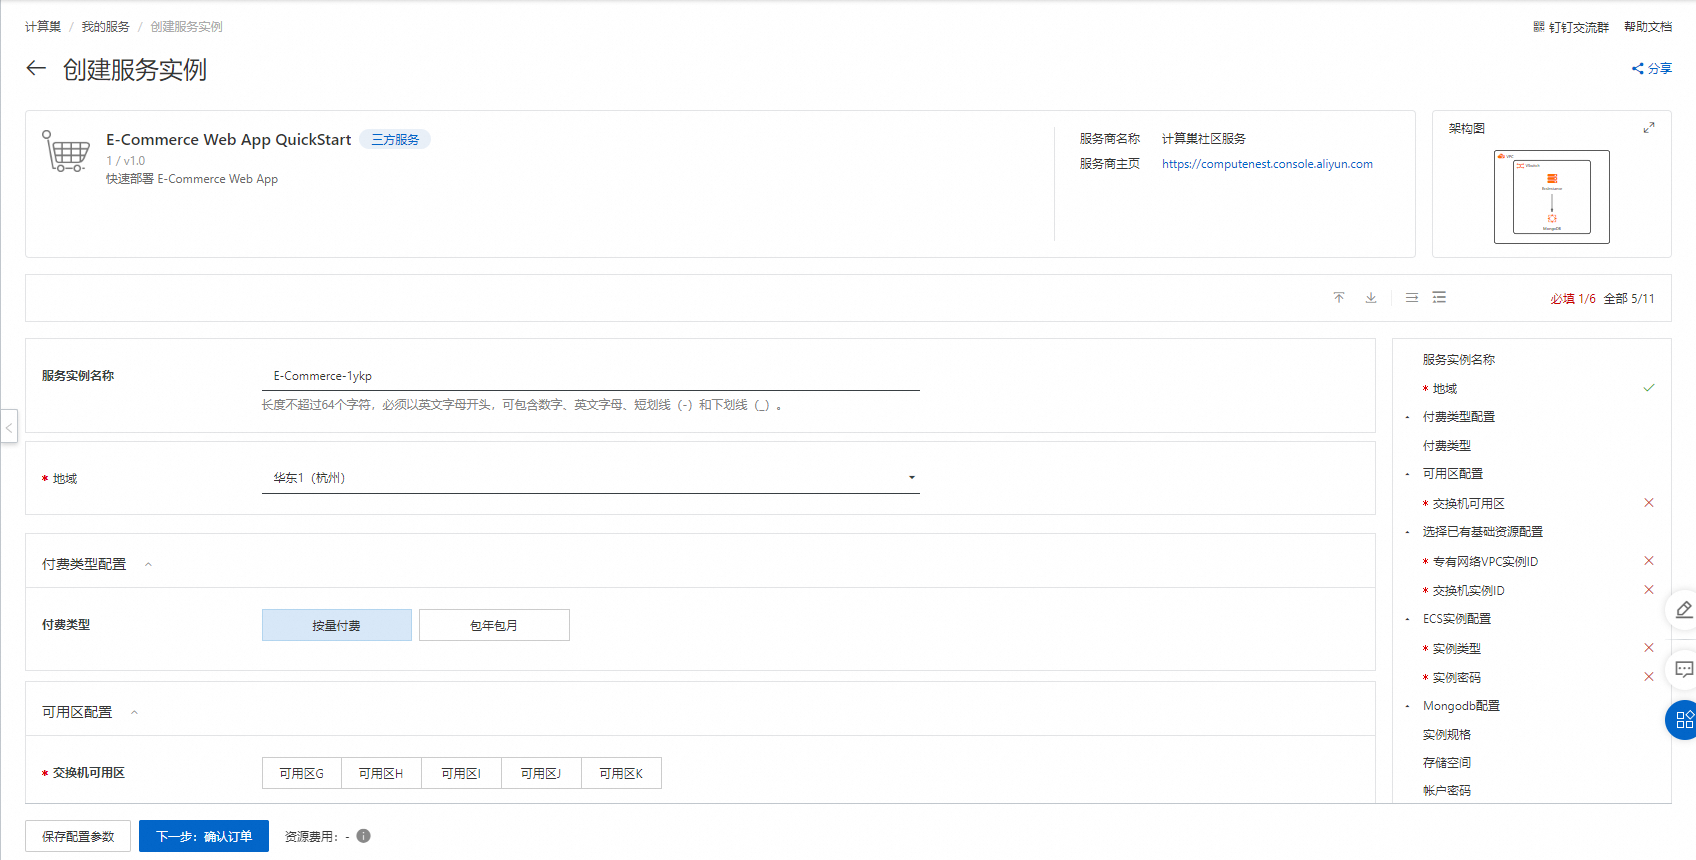 计算巢 / 我的服务 / 创建服务实例
钉钉交流群 帮助文档
创建服务实例
分享
E-Commerce Web App QuickStart 三方服务
1 / v1.0
快速部署 E-Commerce Web App
服务商名称 计算巢社区服务
服务商主页 https://computenest.console.aliyun.com
架构图
VPC
VSwitch
MongoDB
必填 1/6 全部 5/11
服务实例名称
E-Commerce-1ykp
长度不超过64个字符，必须以英文字母开头，可包含数字、英文字母、短划线（-）和下划线（_）。
* 地域
华东1（杭州）
付费类型配置
付费类型
按量付费
包年包月
可用区配置
* 交换机可用区
可用区G
可用区H
可用区I
可用区J
可用区K
服务实例名称
* 地域
付费类型配置
付费类型
可用区配置
* 交换机可用区
选择已有基础资源配置
* 专有网络VPC实例ID
* 交换机实例ID
ECS实例配置
* 实例类型
* 实例密码
Mongodb配置
实例规格
存储空间
帐户密码
保存配置参数
下一步：确认订单
资源费用： -